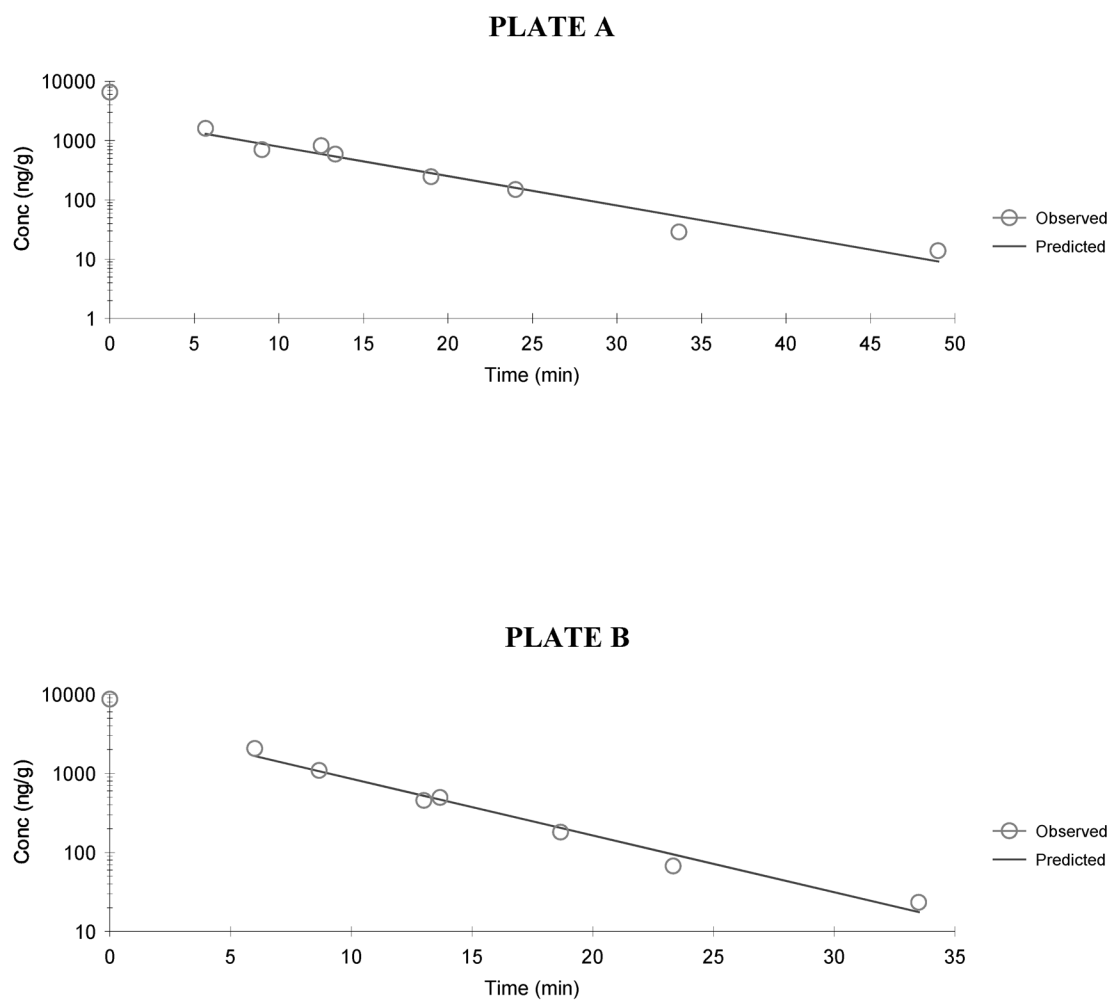 PLATE A
10000
1000
100
10
1
Conc (ng/g)
0 5 10 15 20 25 30 35 40 45 50
Time (min)
Observed
Predicted
PLATE B
10000
1000
100
10
Conc (ng/g)
0 5 10 15 20 25 30 35
Time (min)
Observed
Predicted